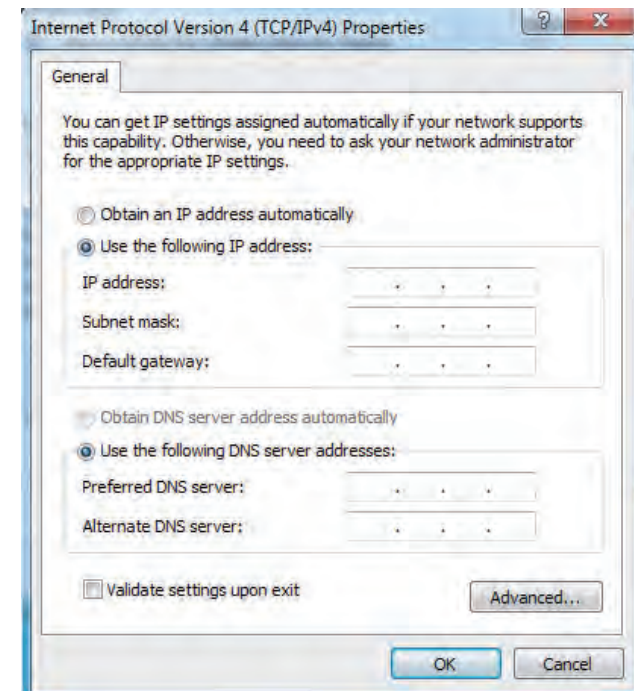 Internet Protocol Version 4 (TCP/IPv4) Properties
General
You can get IP settings assigned automatically if your network supports
this capability. Otherwise, you need to ask your network administrator
for the appropriate IP settings.
Obtain an IP address automatically
Use the following IP address:
IP address: . . .
Subnet mask: . . .
Default gateway: . . .
Obtain DNS server address automatically
Use the following DNS server addresses:
Preferred DNS server: . . .
Alternate DNS server: . . .
Validate settings upon exit
Advanced...
OK Cancel